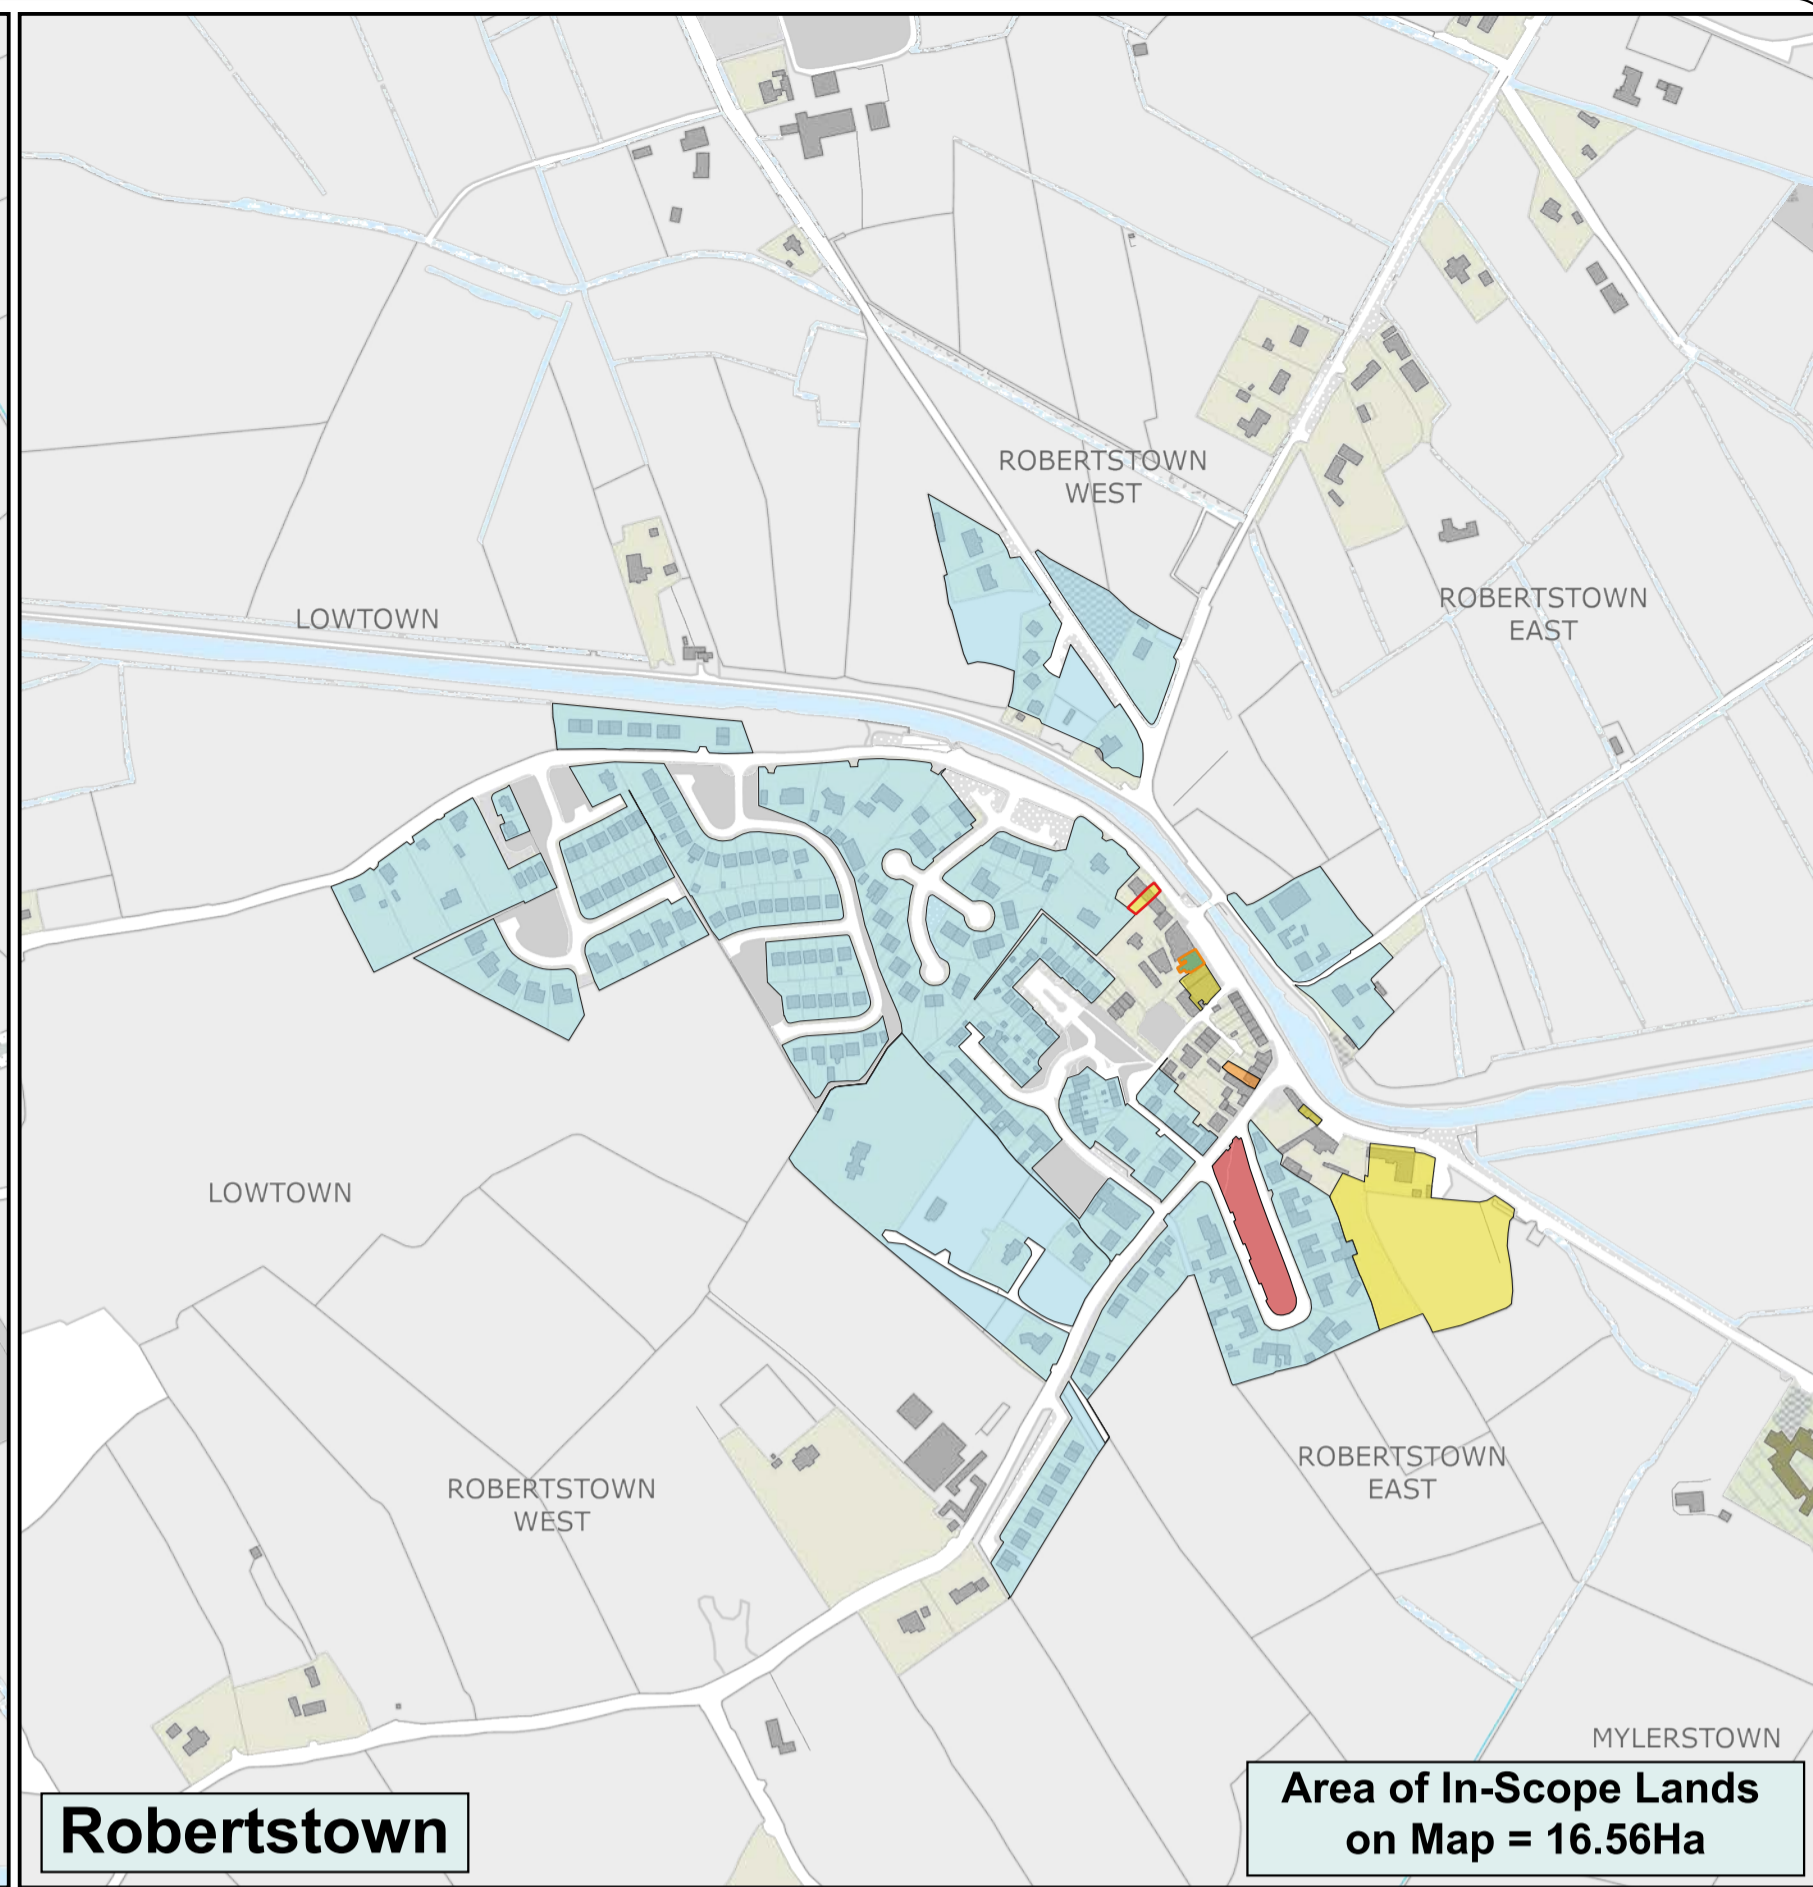 ROBERTSTOWN
WEST
LOWTOWN
ROBERTSTOWN
EAST
LOWTOWN
ROBERTSTOWN
WEST
ROBERTSTOWN
EAST
MYLERSTOWN
Robertstown
Area of In-Scope Lands
on Map = 16.56Ha